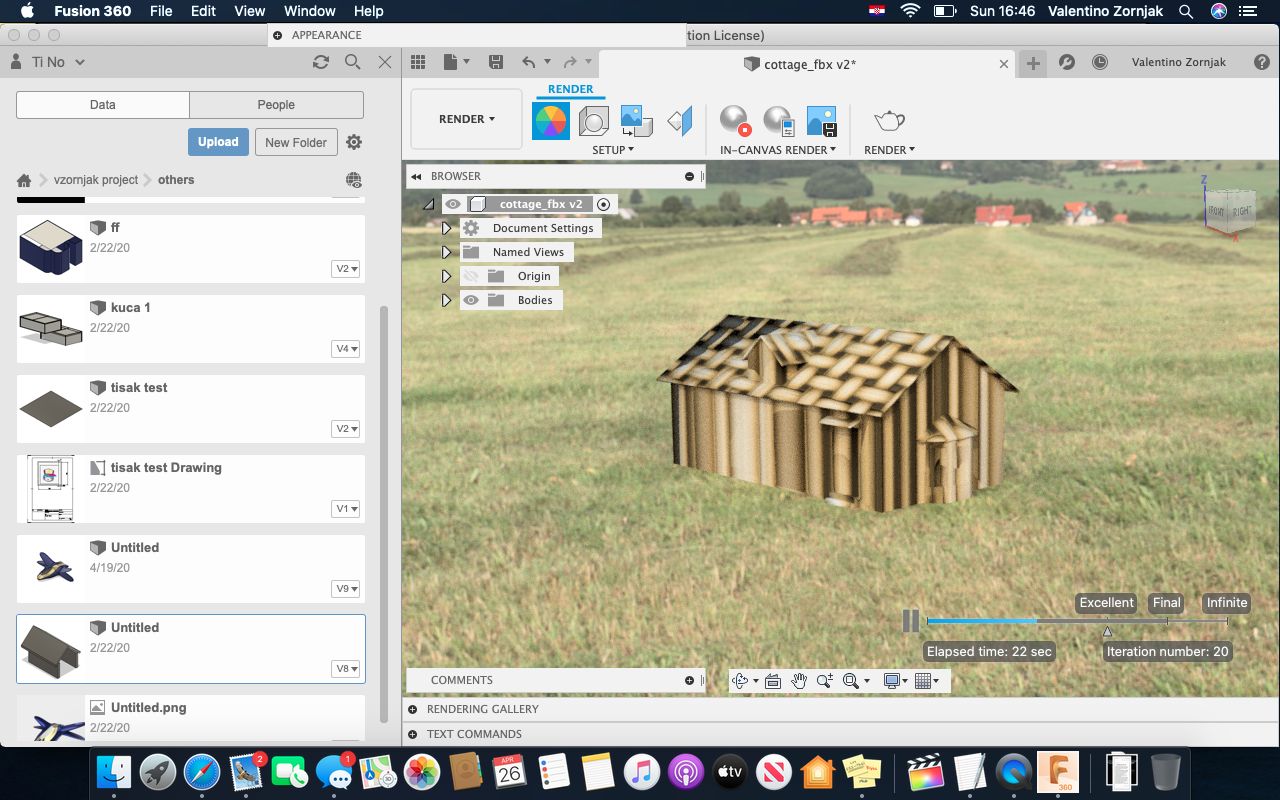 Fusion 360 File Edit View Window Help Sun 16:46 Valentino Zornjak
APPEARANCE
tion License)
Ti No
cottage_fbx v2*
Valentino Zornjak
Data People
Upload New Folder
vzornjak project others
ff
2/22/20
V2
kuca 1
2/22/20
V4
tisak test
2/22/20
V2
tisak test Drawing
2/22/20
V1
Untitled
4/19/20
V9
Untitled
2/22/20
V8
Untitled.png
2/22/20
RENDER
RENDER
SETUP
IN-CANVAS RENDER
RENDER
BROWSER
cottage_fbx v2
Document Settings
Named Views
Origin
Bodies
Z
FRONT RIGHT
X
Excellent Final Infinite
Elapsed time: 22 sec Iteration number: 20
COMMENTS
RENDERING GALLERY
TEXT COMMANDS
2
1
APR
26
tv
360